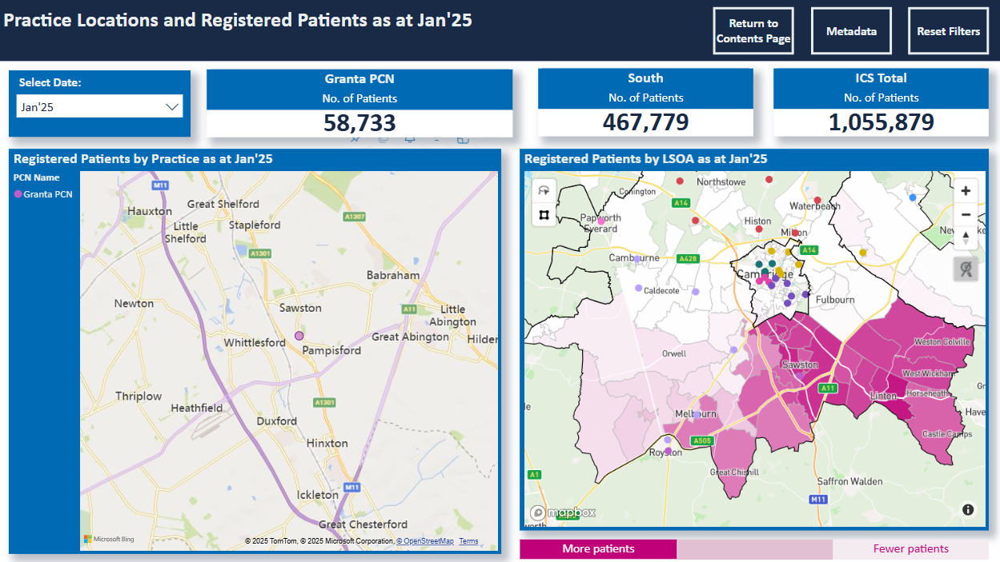 Practice Locations and Registered Patients as at Jan'25
Return to
Contents Page
Metadata
Reset Filters
Select Date:
Jan'25
Granta PCN
No. of Patients
58,733
South
No. of Patients
467,779
ICS Total
No. of Patients
1,055,879
Registered Patients by Practice as at Jan'25
PCN Name
Granta PCN
M11
Hauxton
Great Shelford
Little
Shelford
Stapleford
A1307
A1301
Babraham
Newton
Sawston
A11
Little
Abington
Great Abington
Hilder
Whittlesford
Pampisford
Thriplow
Heathfield
A1301
Duxford
Hinxton
Ickleton
M11
Great Chesterford
Microsoft Bing
© 2025 TomTom, © 2025 Microsoft Corporation, © OpenStreetMap Terms
Registered Patients by LSOA as at Jan'25
Conington
Northstowe
A14
Waterbeach
Papworth
Everard
Histon
Milton
Cambourne
A428
A14
Cambridge
Caldecote
Fulbourn
Orwell
Weston Colville
Sawston
West Wickham
A11
Linton
Horseheath
Melbourn
A505
Castle Camps
Royston
Great Chishill
A1
Saffron Walden
M11
mapbox
More patients
Fewer patients